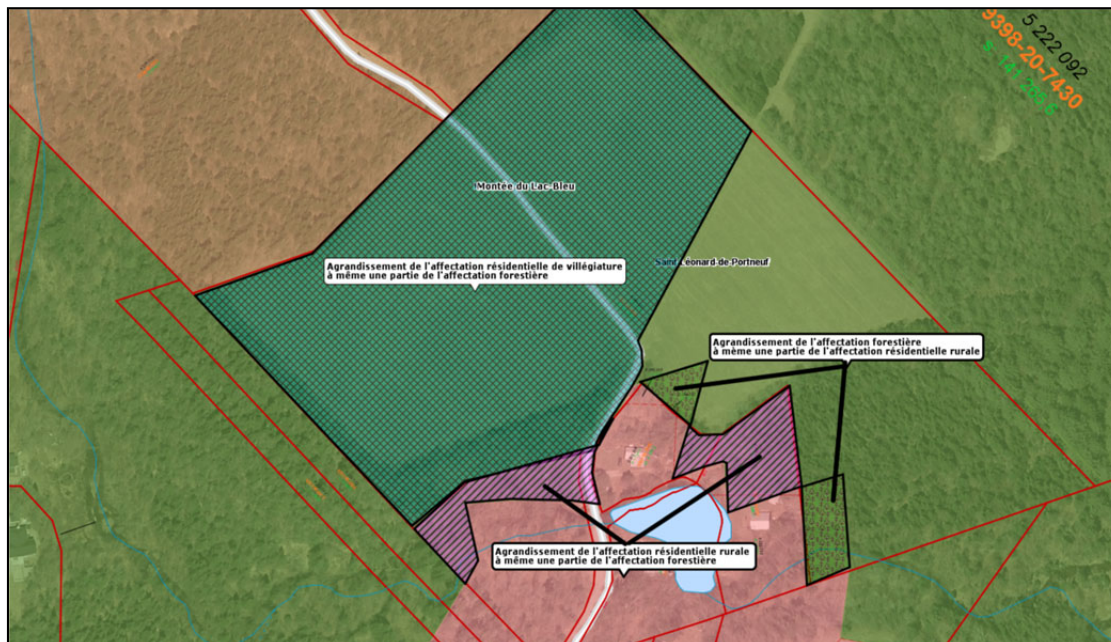 5 222 092
9398-20-7430
Montée du Lac-Bleu
Saint-Léonard-de-Portneuf
Agrandissement de l'affectation résidentielle de villégiature
à même une partie de l'affectation forestière
Agrandissement de l'affectation forestière
à même une partie de l'affectation résidentielle rurale
Agrandissement de l'affectation résidentielle rurale
à même une partie de l'affectation forestière